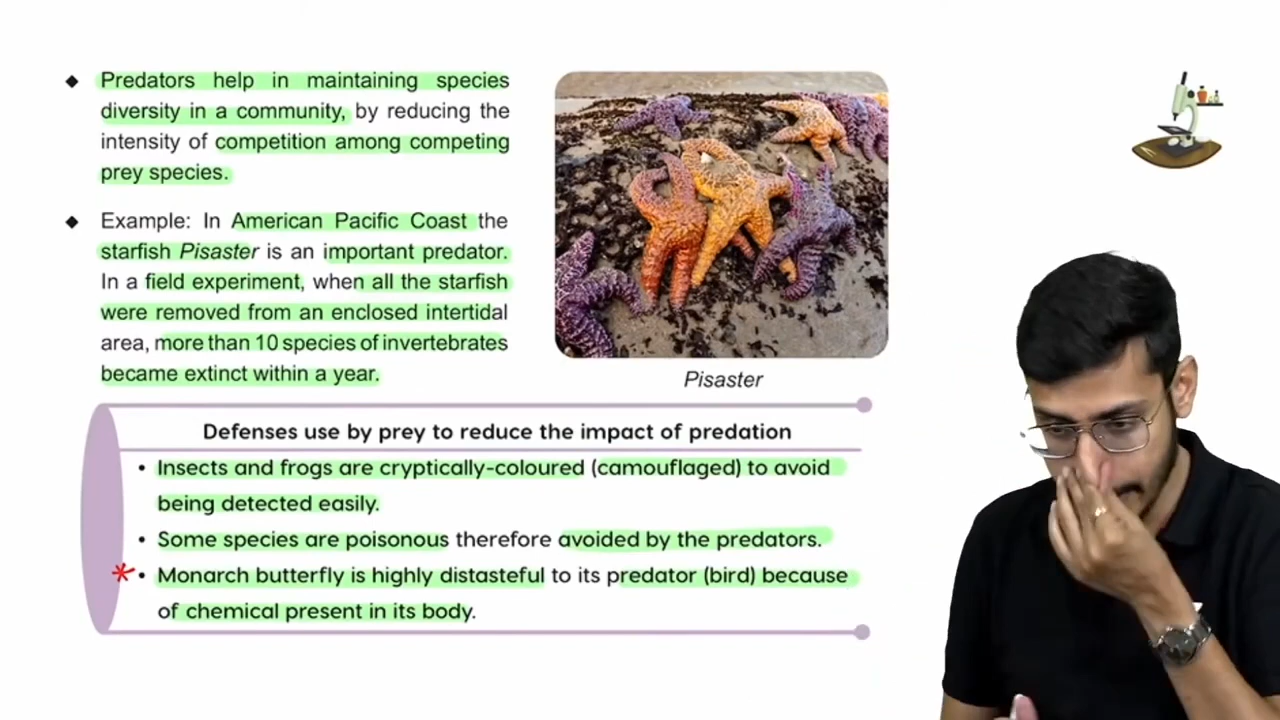 Predators help in maintaining species
diversity in a community, by reducing the
intensity of competition among competing
prey species.
Example: In American Pacific Coast the
starfish Pisaster is an important predator.
In a field experiment, when all the starfish
were removed from an enclosed intertidal
area, more than 10 species of invertebrates
became extinct within a year.
Pisaster
Defenses use by prey to reduce the impact of predation
• Insects and frogs are cryptically-coloured (camouflaged) to avoid
being detected easily.
• Some species are poisonous therefore avoided by the predators.
* • Monarch butterfly is highly distasteful to its predator (bird) because
of chemical present in its body.